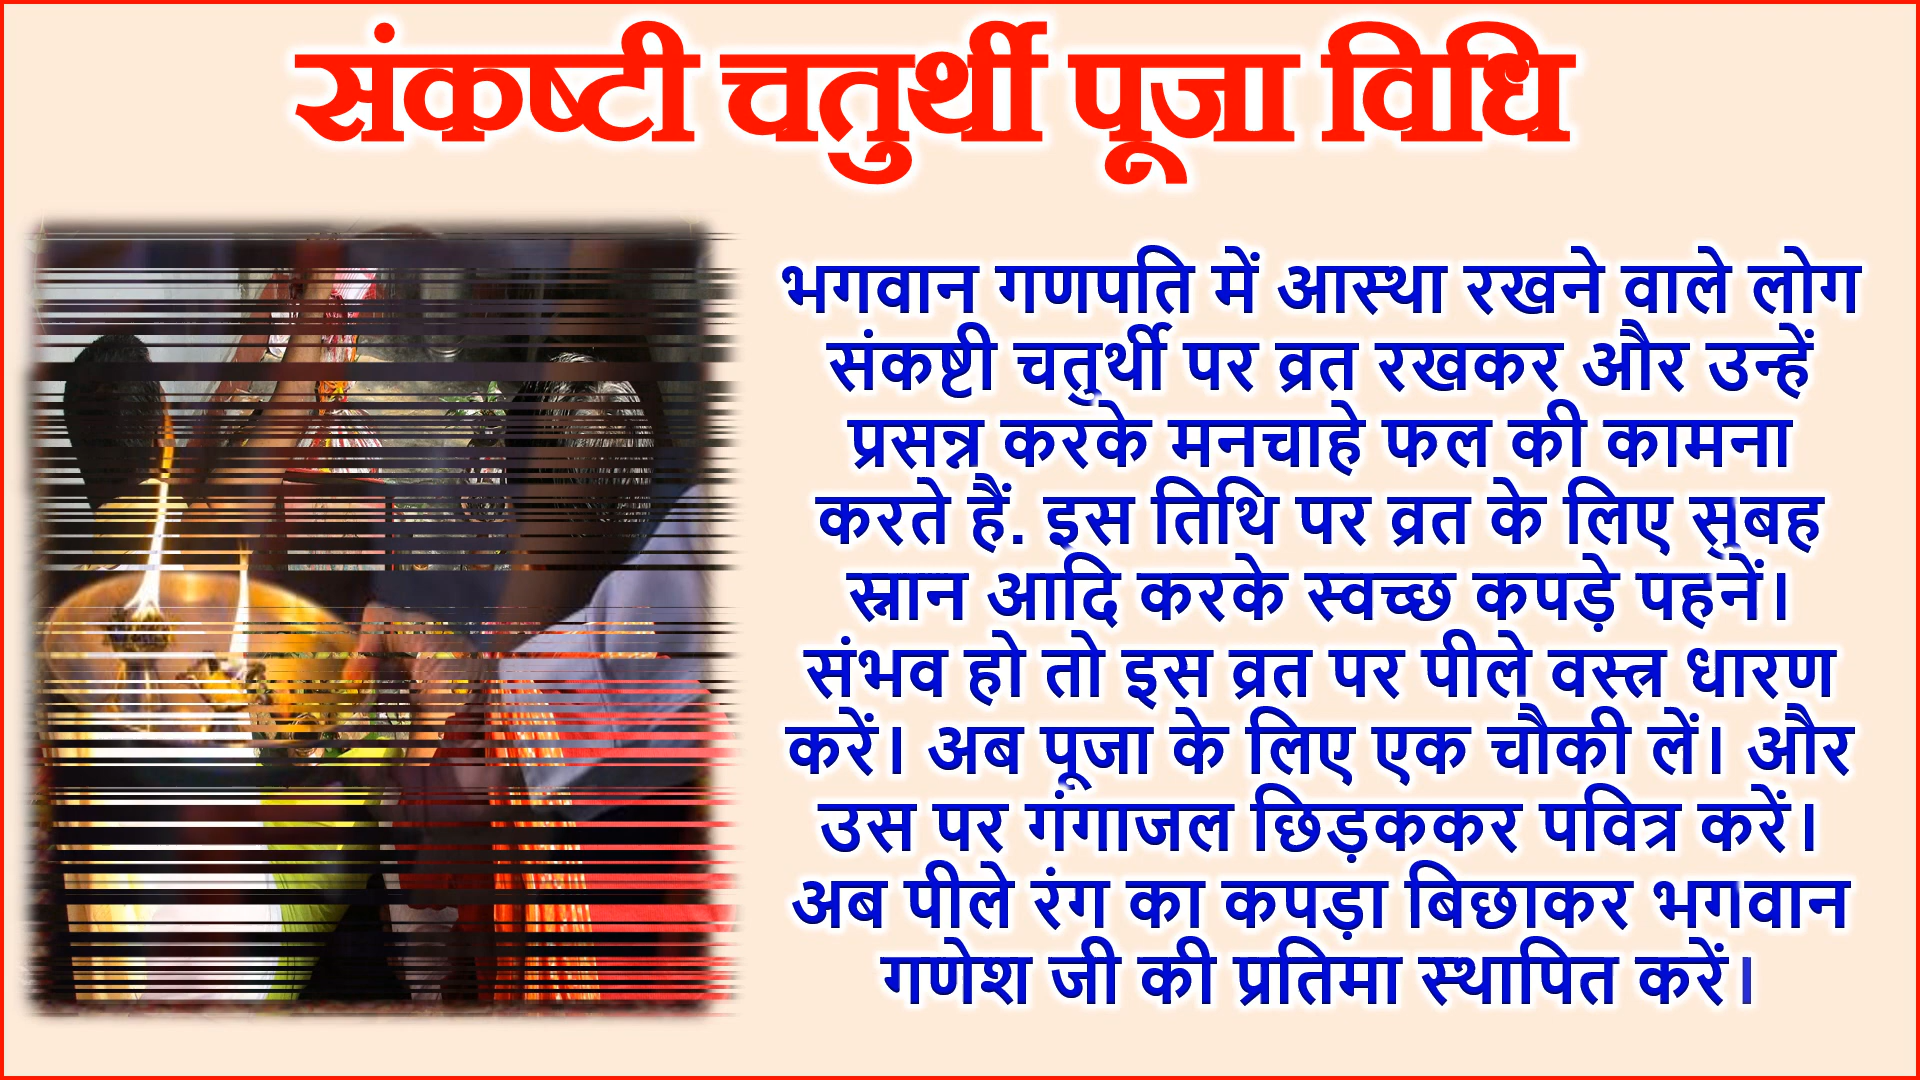 संकष्टी चतुर्थी पूजा विधि
भगवान गणपति में आस्था रखने वाले लोग
संकष्टी चतुर्थी पर व्रत रखकर और उन्हें
प्रसन्न करके मनचाहे फल की कामना
करते हैं. इस तिथि पर व्रत के लिए सुबह
स्नान आदि करके स्वच्छ कपड़े पहनें।
संभव हो तो इस व्रत पर पीले वस्त्र धारण
करें। अब पूजा के लिए एक चौकी लें। और
उस पर गंगाजल छिड़ककर पवित्र करें।
अब पीले रंग का कपड़ा बिछाकर भगवान
गणेश जी की प्रतिमा स्थापित करें।